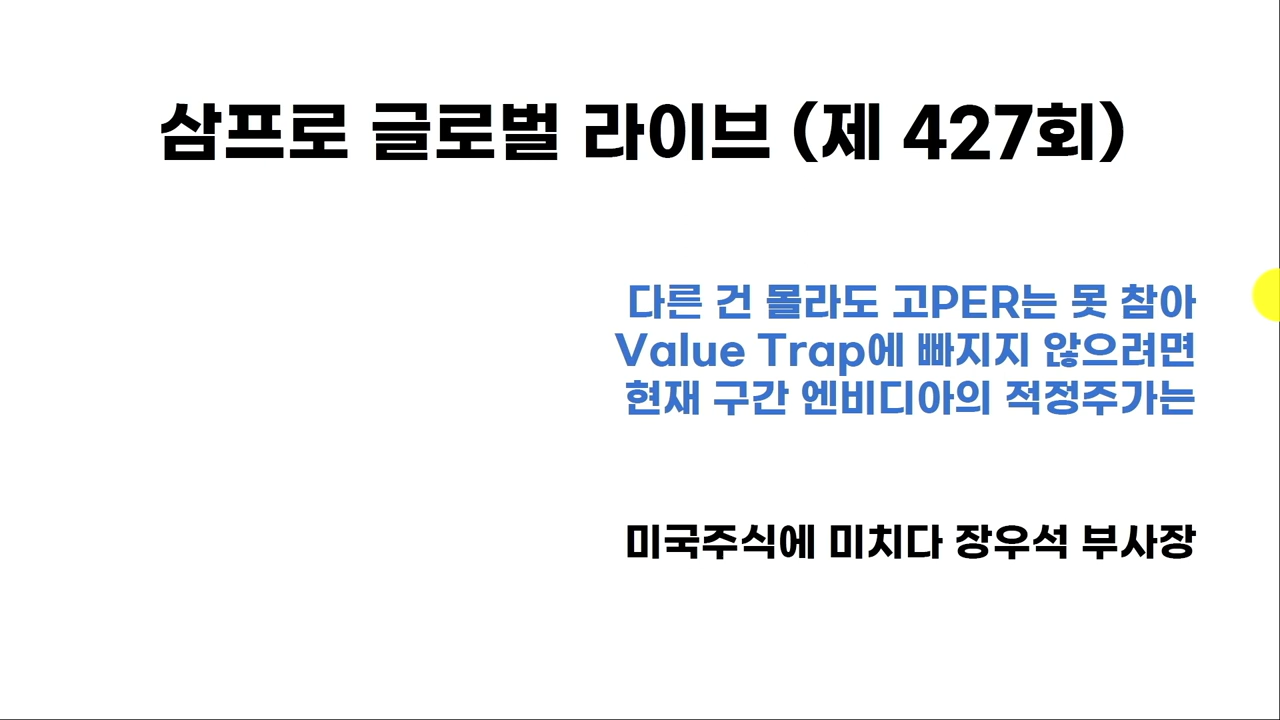 삼프로 글로벌 라이브 (제 427회)
다른 건 몰라도 고PER는 못 참아
Value Trap에 빠지지 않으려면
현재 구간 엔비디아의 적정주가는
미국주식에 미치다 장우석 부사장